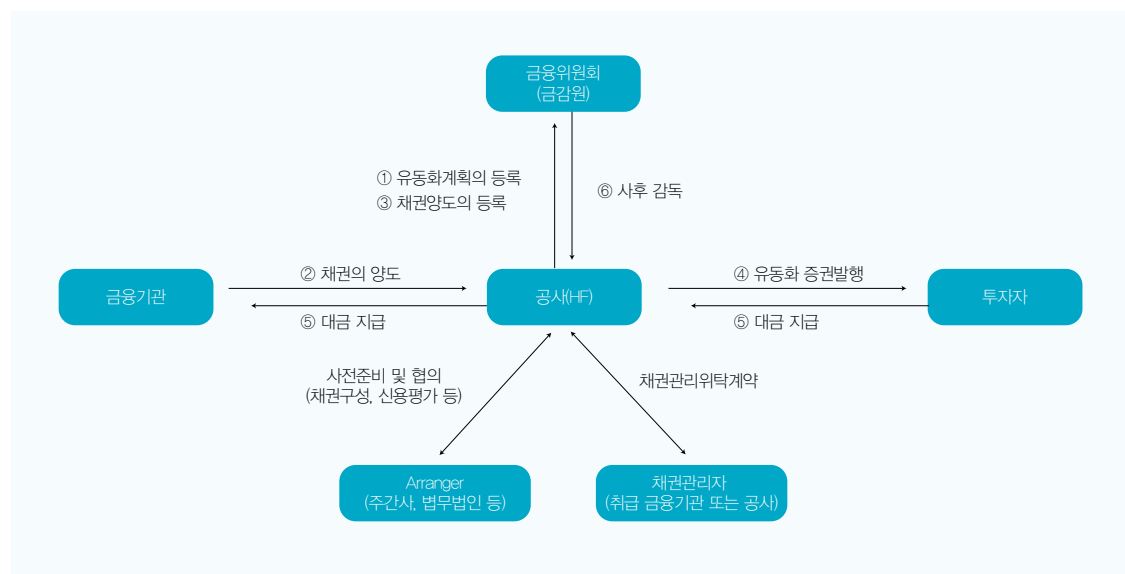 금융위원회
(금감원)
① 유동화계획의 등록
③ 채권양도의 등록
⑥ 사후 감독
금융기관
② 채권의 양도
⑤ 대금 지급
공사(HF)
④ 유동화 증권발행
⑤ 대금 지급
투자자
사전준비 및 협의
(채권구성, 신용평가 등)
채권관리위탁계약
Arranger
(주간사, 법무법인 등)
채권관리자
(취급 금융기관 또는 공사)